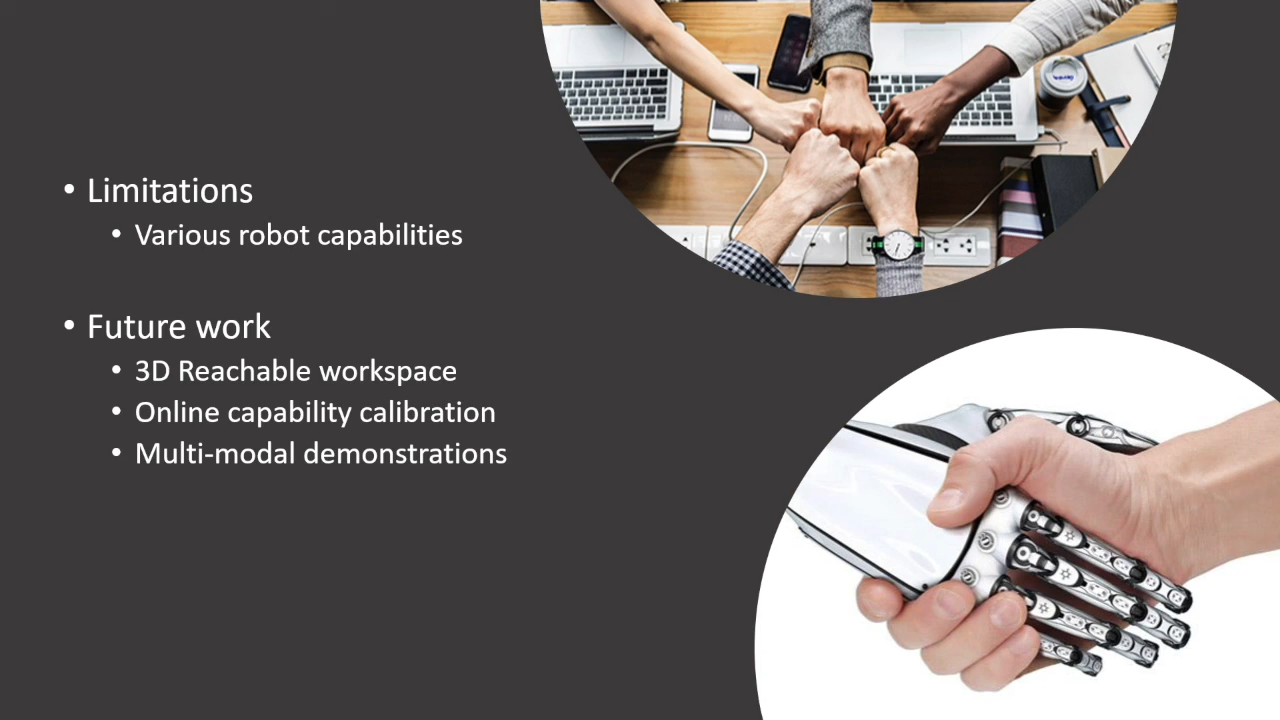 • Limitations
• Various robot capabilities
• Future work
• 3D Reachable workspace
• Online capability calibration
• Multi-modal demonstrations